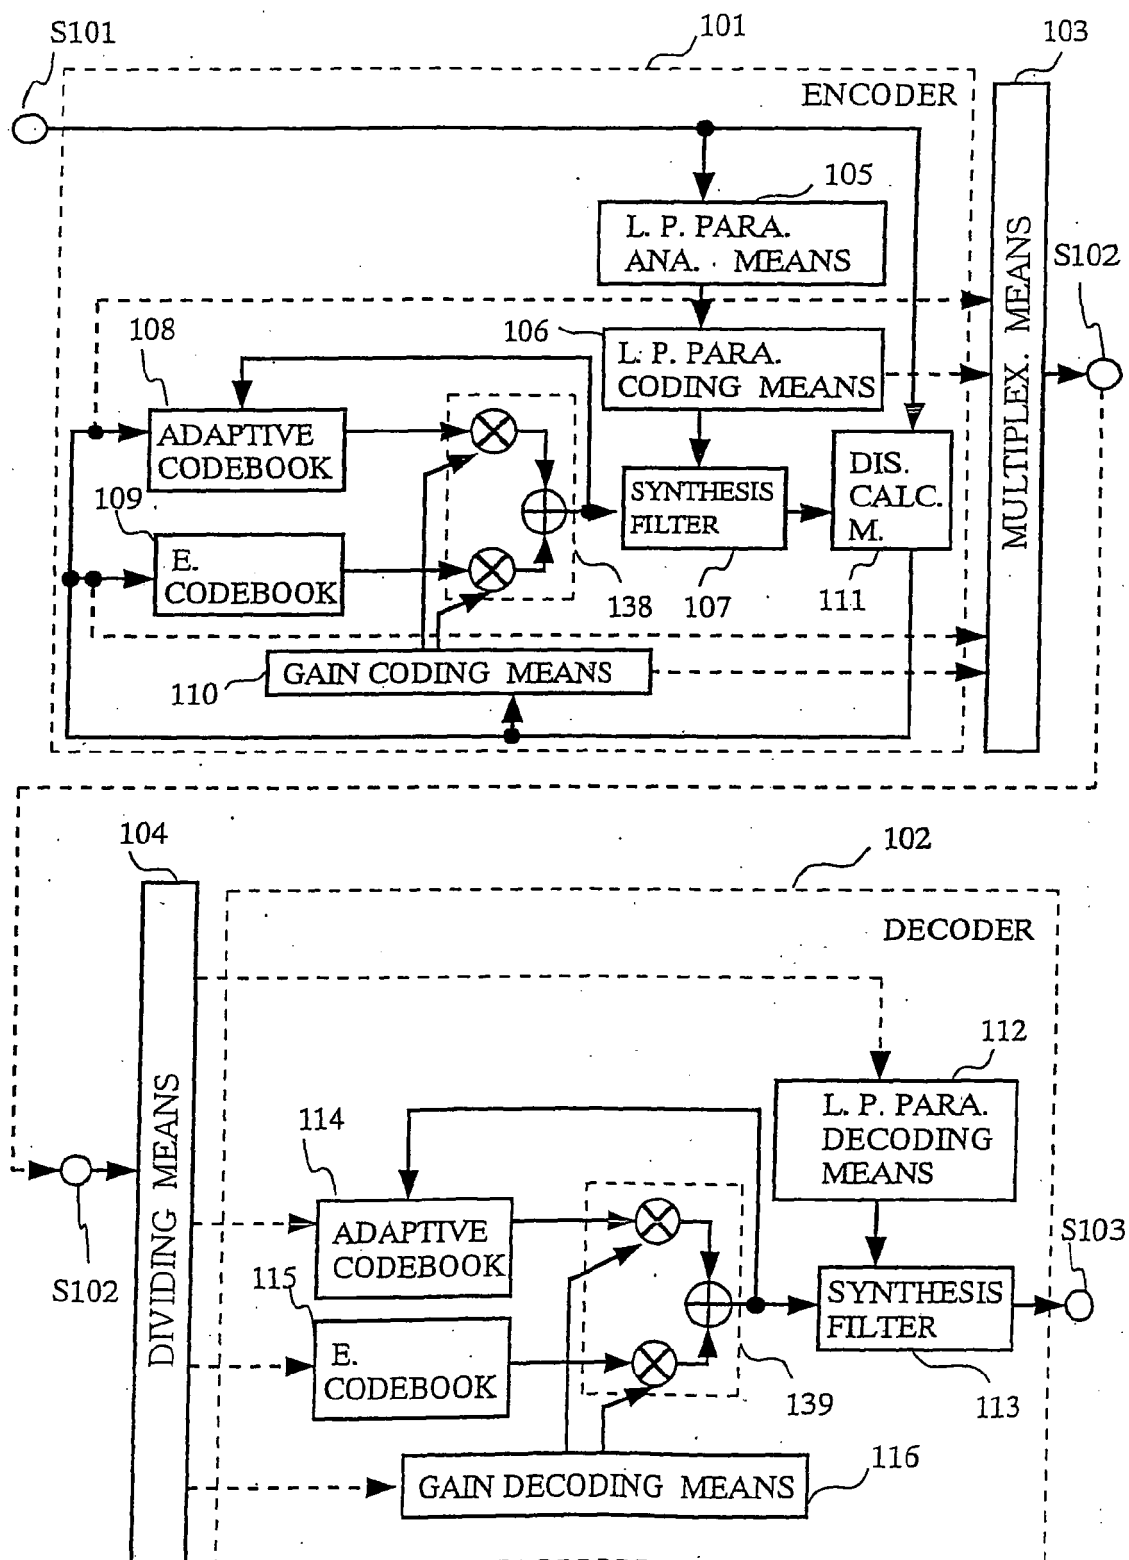 S101
101
103
ENCODER
105
L. P. PARA.
ANA. MEANS
S102
108
106
L. P. PARA.
CODING MEANS
MULTIPLEX. MEANS
ADAPTIVE
CODEBOOK
DIS.
CALC.
M.
SYNTHESIS
FILTER
109
E.
CODEBOOK
138
107
111
GAIN CODING MEANS
110
104
102
DECODER
112
L. P. PARA.
DECODING
MEANS
114
DIVIDING MEANS
ADAPTIVE
CODEBOOK
S103
S102
115
SYNTHESIS
FILTER
E.
CODEBOOK
139
113
116
GAIN DECODING MEANS